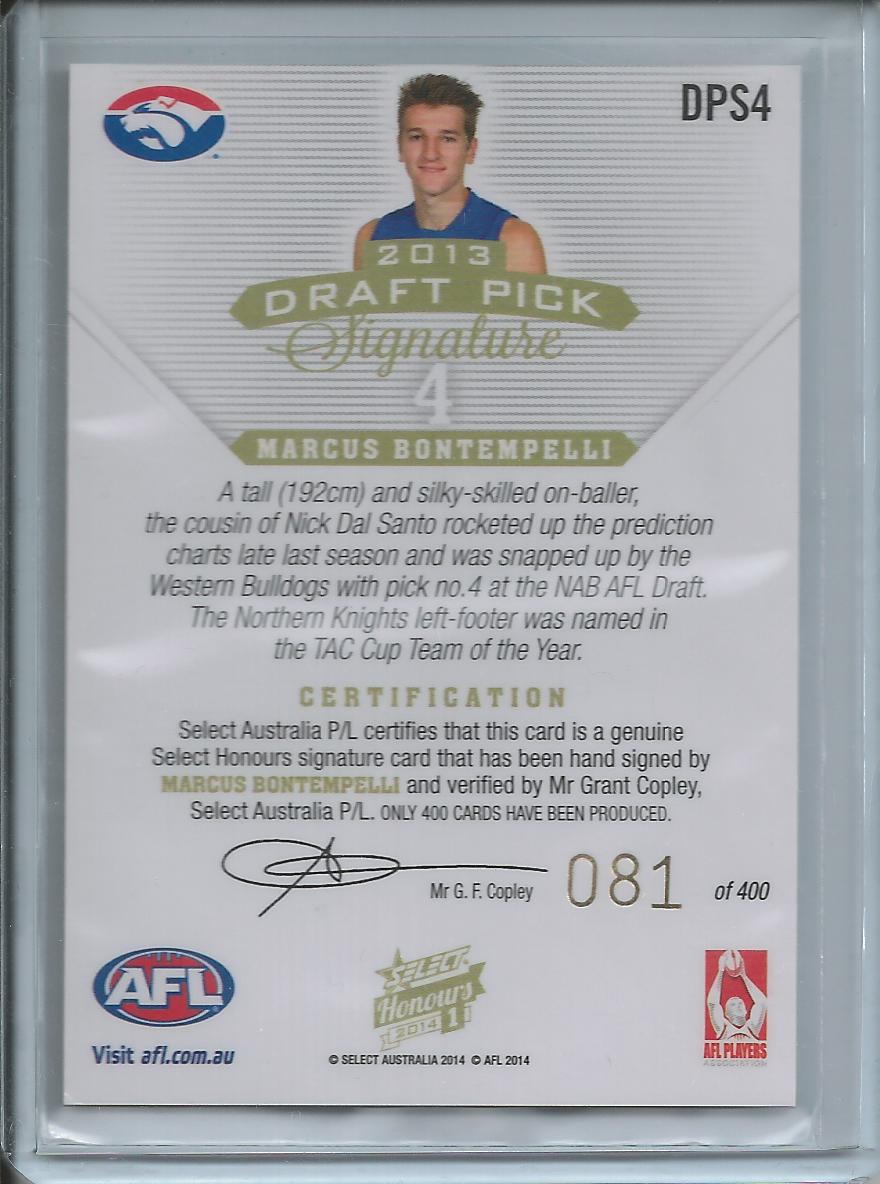 DPS4
2013
DRAFT PICK
Signature
4
MARCUS BONTEMPELLI
A tall (192cm) and silky-skilled on-baller,
the cousin of Nick Dal Santo rocketed up the prediction
charts late last season and was snapped up by the
Western Bulldogs with pick no.4 at the NAB AFL Draft.
The Northern Knights left-footer was named in
the TAC Cup Team of the Year.
CERTIFICATION
Select Australia P/L certifies that this card is a genuine
Select Honours signature card that has been hand signed by
MARCUS BONTEMPELLI and verified by Mr Grant Copley,
Select Australia P/L. ONLY 400 CARDS HAVE BEEN PRODUCED.
Mr G. F. Copley
081 of 400
AFL
Visit afl.com.au
SELECT
Honours
2014 1
© SELECT AUSTRALIA 2014 © AFL 2014
AFL PLAYERS
ASSOCIATION